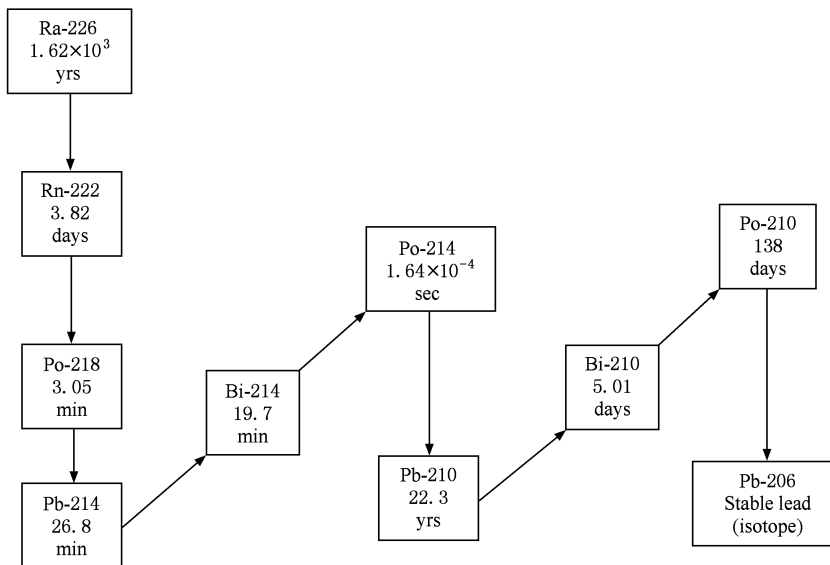 Ra-226
1.62×10³
yrs
Rn-222
3.82
days
Po-218
3.05
min
Pb-214
26.8
min
Bi-214
19.7
min
Po-214
1.64×10⁻⁴
sec
Pb-210
22.3
yrs
Bi-210
5.01
days
Po-210
138
days
Pb-206
Stable lead
(isotope)